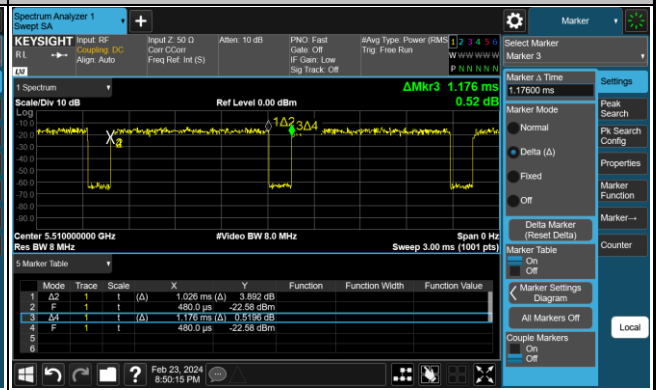 Spectrum Analyzer 1
Swept SA
Marker
KEYSIGHT
RL
LXI
Input: RF
Coupling: DC
Align: Auto
Input Z: 50 Ω
Corr CCorr
Freq Ref: Int (S)
Atten: 10 dB
PNO: Fast
Gate: Off
IF Gain: Low
Sig Track: Off
#Avg Type: Power (RMS
Trig: Free Run
1 2 3 4 5 6
W W W W W W
P N N N N N
Select Marker
Marker 3
1 Spectrum
Scale/Div 10 dB
Log
Ref Level 0.00 dBm
ΔMkr3 1.176 ms
0.52 dB
-10.0
-20.0
-30.0
-40.0
-50.0
-60.0
-70.0
-80.0
-90.0
1Δ2
3Δ4
X
Center 5.510000000 GHz
Res BW 8 MHz
#Video BW 8.0 MHz
Span 0 Hz
Sweep 3.00 ms (1001 pts)
5 Marker Table
Mode Trace Scale X Y Function Function Width Function Value
1 Δ2 1 t (Δ) 1.026 ms (Δ) 3.892 dB
2 F 1 t 480.0 µs -22.58 dBm
3 Δ4 1 t (Δ) 1.176 ms (Δ) 0.5196 dB
4 F 1 t 480.0 µs -22.58 dBm
5
6
Marker Δ Time
1.17600 ms
Marker Mode
Normal
Delta (Δ)
Fixed
Off
Delta Marker
(Reset Delta)
Marker Table
On
Off
Marker Settings
Diagram
All Markers Off
Couple Markers
On
Off
Settings
Peak
Search
Pk Search
Config
Properties
Marker
Function
Marker→
Counter
Local
?
Feb 23, 2024
8:50:15 PM